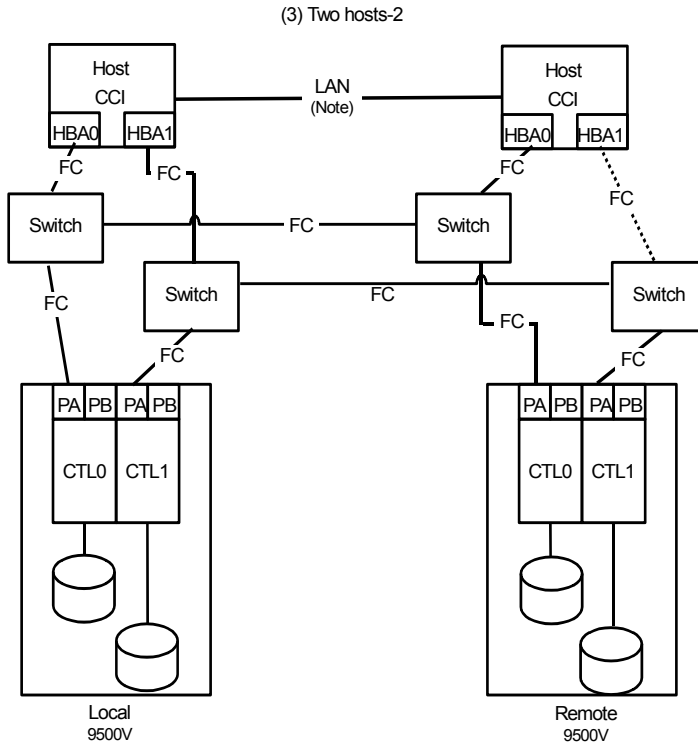 (3) Two hosts-2
Host
CCI
HBA0 HBA1
LAN
(Note)
Host
CCI
HBA0 HBA1
FC
FC
FC
FC
Switch
FC
Switch
Switch
FC
Switch
FC
FC
FC
FC
PA PB PA PB
CTL0 CTL1
PA PB PA PB
CTL0 CTL1
Local
9500V
Remote
9500V